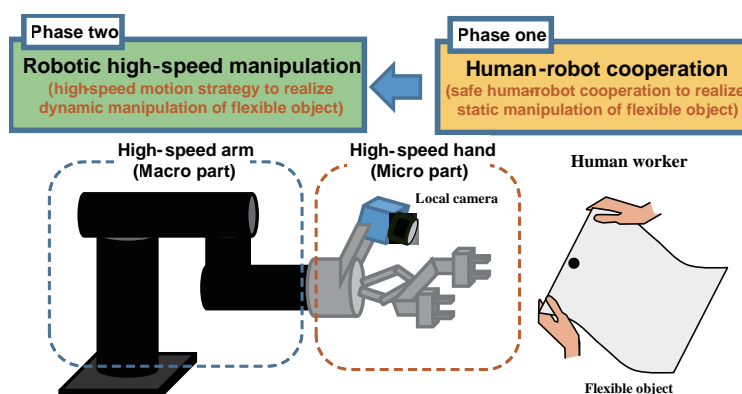 Phase two
Robotic high-speed manipulation
(high-speed motion strategy to realize
dynamic manipulation of flexible object)
Phase one
Human-robot cooperation
(safe human-robot cooperation to realize
static manipulation of flexible object)
High-speed arm
(Macro part)
High-speed hand
(Micro part)
Local camera
Human worker
Flexible object